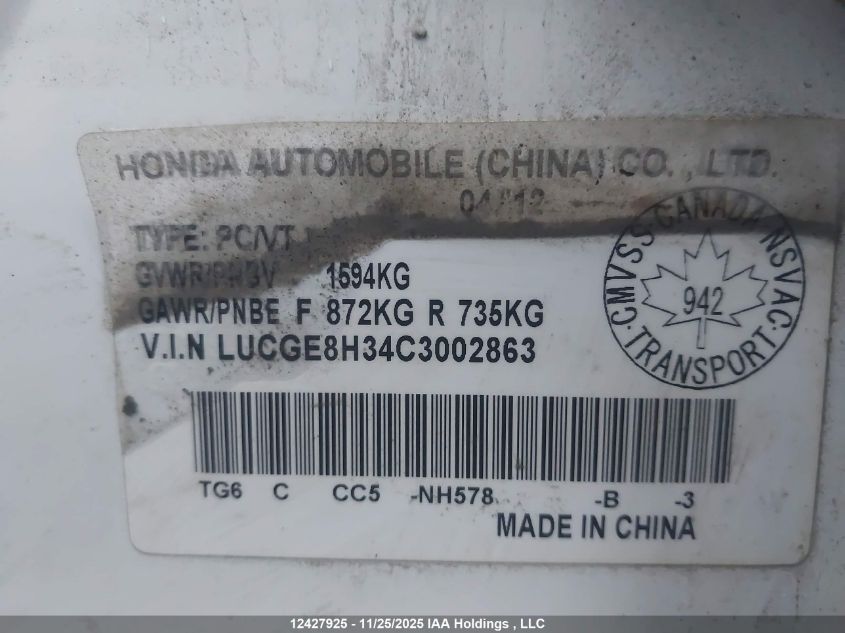 HONDA AUTOMOBILE (CHINA) CO., LTD.
04/12
TYPE: PC/VT
GVWR/PNBV 1594KG
GAWR/PNBE F 872KG R 735KG
V.I.N LUCGE8H34C3002863
CMVSS CANADA NSVAC
942
TRANSPORT
TG6 C CC5 -NH578 -B -3
MADE IN CHINA
12427925 - 11/25/2025 IAA Holdings , LLC